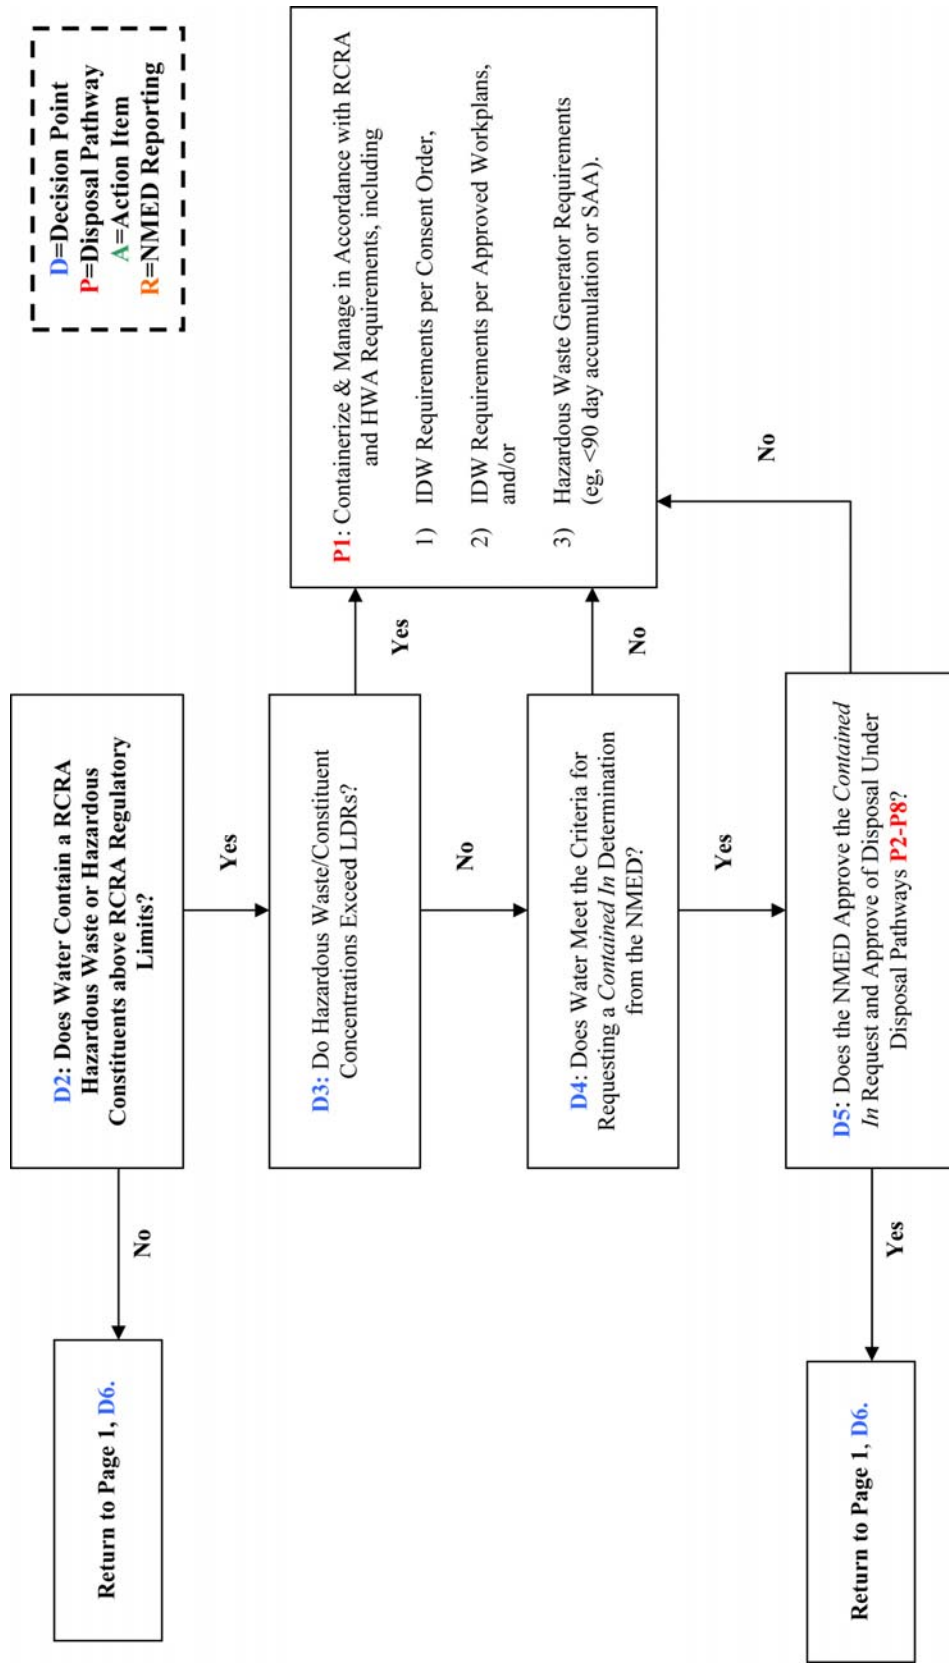 D=Decision Point
P=Disposal Pathway
A=Action Item
R=NMED Reporting
D2: Does Water Contain a RCRA
Hazardous Waste or Hazardous
Constituents above RCRA Regulatory
Limits?
No
Return to Page 1, D6.
Yes
D3: Do Hazardous Waste/Constituent
Concentrations Exceed LDRs?
Yes
P1: Containerize & Manage in Accordance with RCRA
and HWA Requirements, including
1) IDW Requirements per Consent Order,
2) IDW Requirements per Approved Workplans,
and/or
3) Hazardous Waste Generator Requirements
(eg, <90 day accumulation or SAA).
No
D4: Does Water Meet the Criteria for
Requesting a Contained In Determination
from the NMED?
No
Yes
D5: Does the NMED Approve the Contained
In Request and Approve of Disposal Under
Disposal Pathways P2-P8?
No
Yes
Return to Page 1, D6.